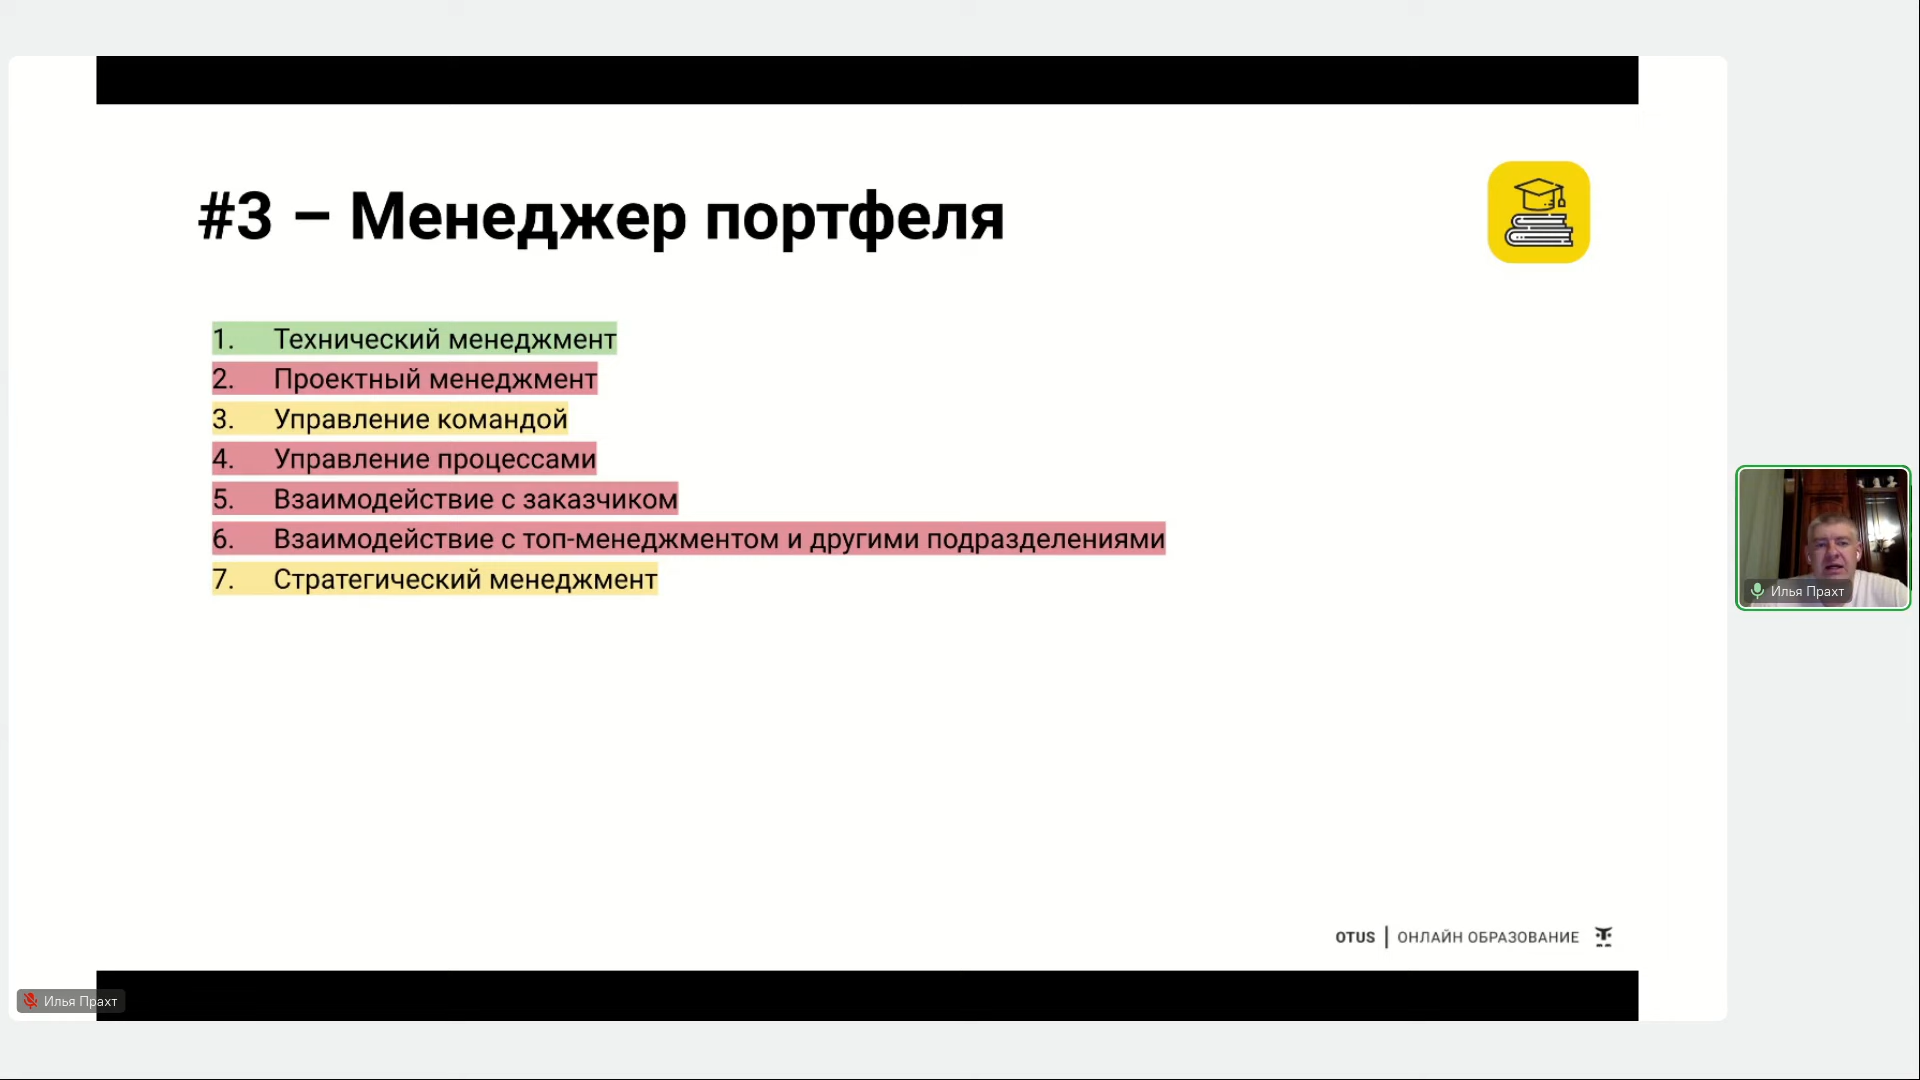 #3 – Менеджер портфеля
1. Технический менеджмент
2. Проектный менеджмент
3. Управление командой
4. Управление процессами
5. Взаимодействие с заказчиком
6. Взаимодействие с топ-менеджментом и другими подразделениями
7. Стратегический менеджмент
Илья Прахт
OTUS | ОНЛАЙН ОБРАЗОВАНИЕ
Илья Прахт